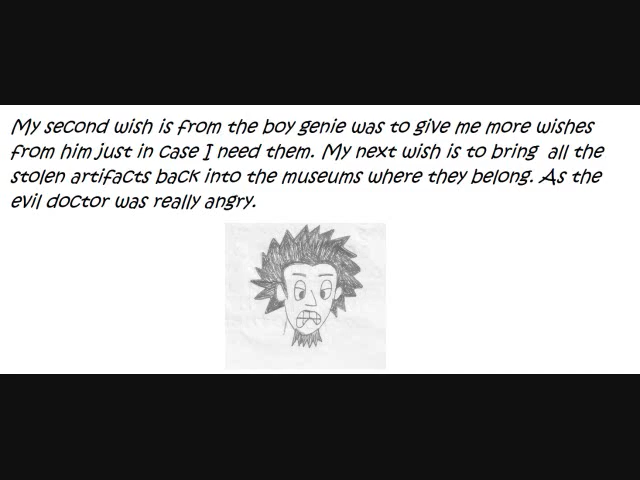 My second wish is from the boy genie was to give me more wishes
from him just in case I need them. My next wish is to bring all the
stolen artifacts back into the museums where they belong. As the
evil doctor was really angry.